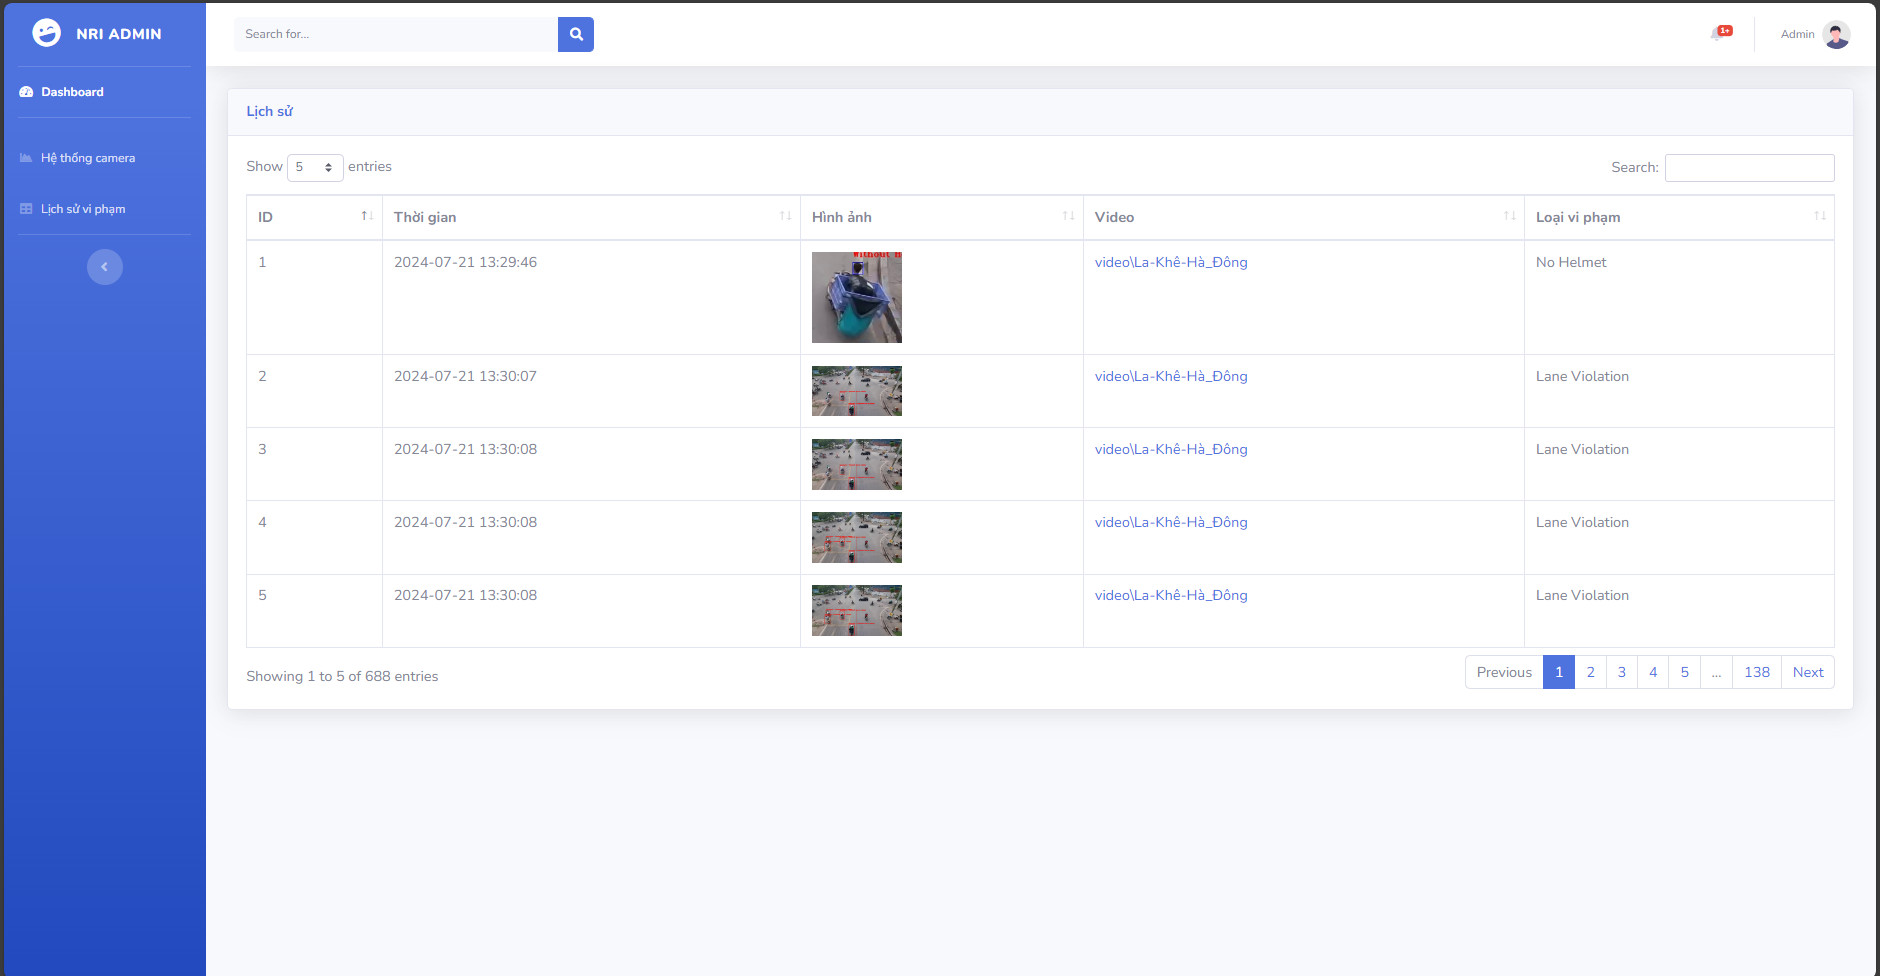 NRI ADMIN
Search for...
1+
Admin
Dashboard
Hệ thống camera
Lịch sử vi phạm
Lịch sử
Show 5 entries
Search:
ID Thời gian Hình ảnh Video Loại vi phạm
Without
1 2024-07-21 13:29:46 video\La-Khê-Hà_Đông No Helmet
2 2024-07-21 13:30:07 video\La-Khê-Hà_Đông Lane Violation
3 2024-07-21 13:30:08 video\La-Khê-Hà_Đông Lane Violation
4 2024-07-21 13:30:08 video\La-Khê-Hà_Đông Lane Violation
5 2024-07-21 13:30:08 video\La-Khê-Hà_Đông Lane Violation
Showing 1 to 5 of 688 entries
Previous 1 2 3 4 5 ... 138 Next